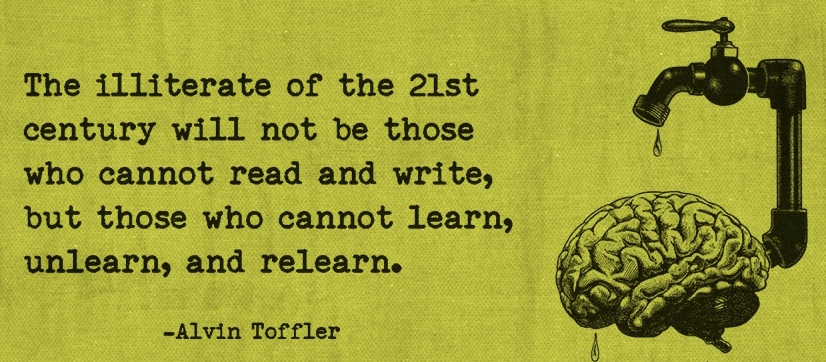 The illiterate of the 21st
century will not be those
who cannot read and write,
but those who cannot learn,
unlearn, and relearn.
-Alvin Toffler